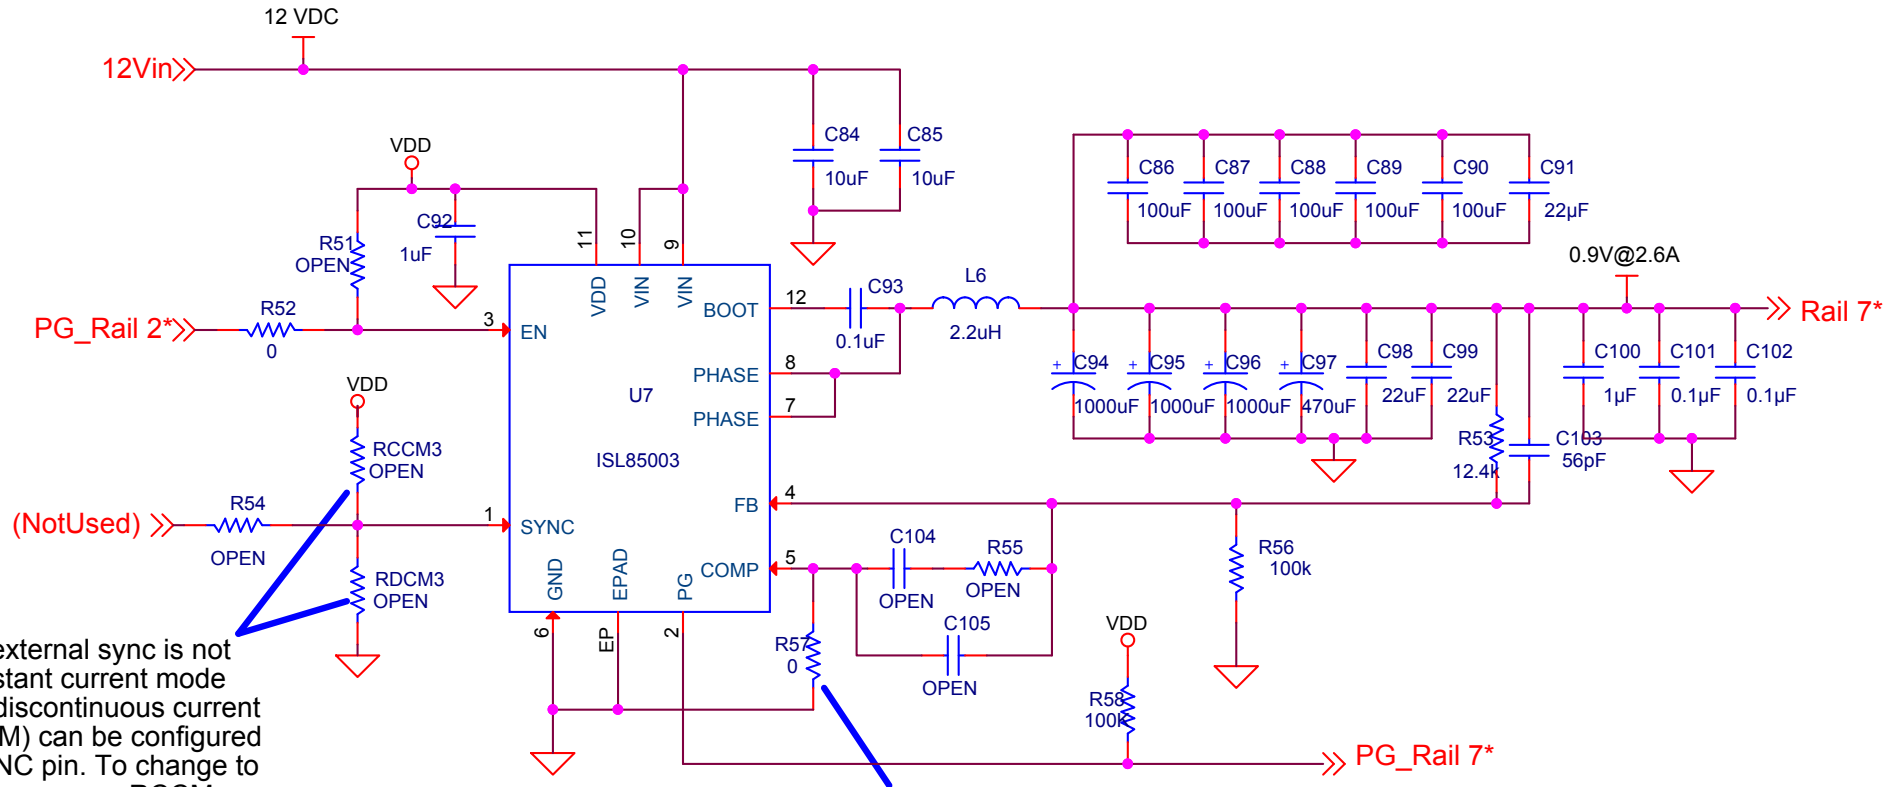 12 VDC
12Vin
VDD
C84
10uF
C85
10uF
C86
100uF
C87
100uF
C88
100uF
C89
100uF
C90
100uF
C91
22µF
C92
1uF
R51
OPEN
11
10
9
VDD
VIN
VIN
0.9V@2.6A
PG_Rail 2*
R52
0
3
EN
BOOT
12
C93
0.1uF
L6
2.2uH
Rail 7*
PHASE
8
PHASE
7
U7
ISL85003
C94
1000uF
C95
1000uF
C96
1000uF
C97
470uF
C98
22uF
C99
22uF
C100
1µF
C101
0.1µF
C102
0.1µF
R53
12.4k
C103
56pF
VDD
RCCM3
OPEN
(NotUsed)
R54
OPEN
1
SYNC
FB
4
RDCM3
OPEN
GND
EPAD
PG
COMP
5
6
EP
2
C104
OPEN
R55
OPEN
C105
OPEN
R56
100k
R57
0
VDD
R58
100K
PG_Rail 7*
external sync is not
stant current mode
discontinuous current
M) can be configured
NC pin. To change to
RCCM